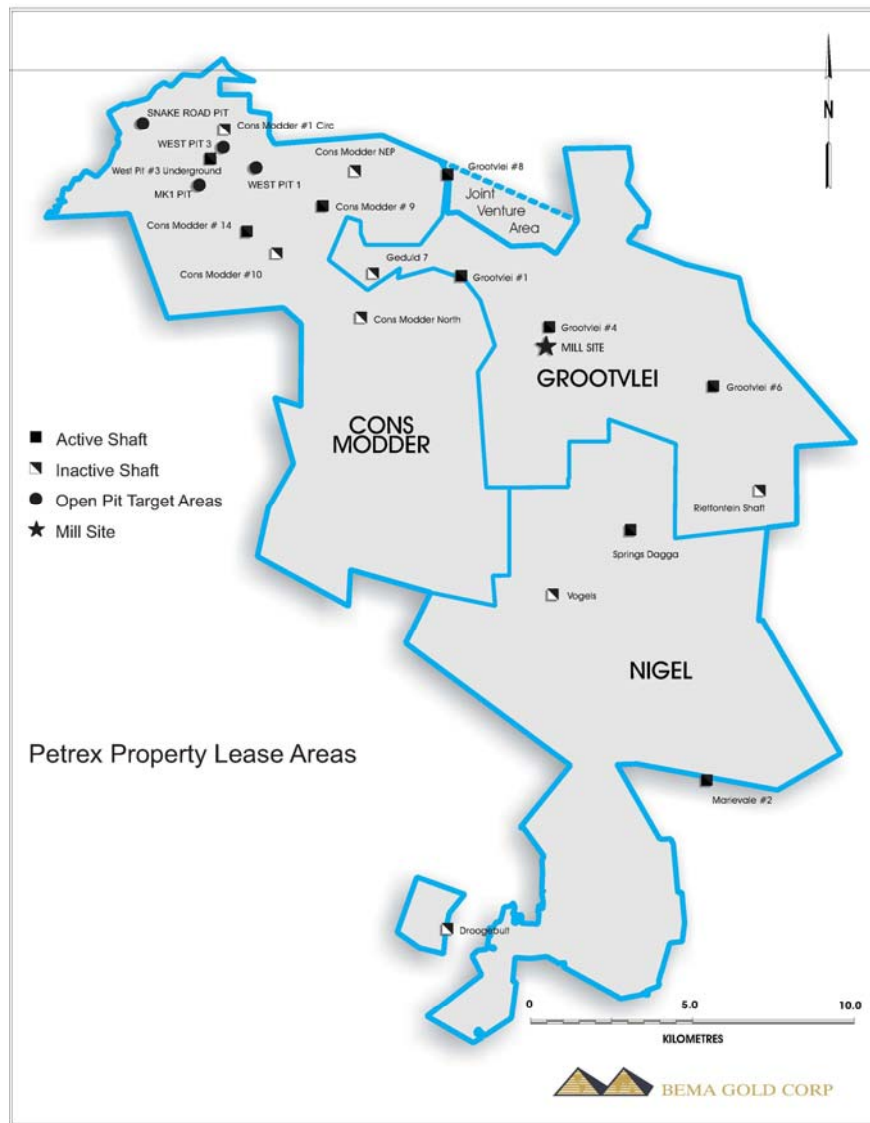 N
SNAKE ROAD PIT
Cons Modder #1 Circ
WEST PIT 3
West Pit #3 Underground
WEST PIT 1
MK1 PIT
Cons Modder NEP
Grootvlei #8
Joint
Venture
Area
Cons Modder # 9
Cons Modder # 14
Cons Modder #10
Geduld 7
Grootvlei #1
Cons Modder North
Grootvlei #4
MILL SITE
GROOTVLEI
Grootvlei #6
CONS
MODDER
Active Shaft
Inactive Shaft
Open Pit Target Areas
Mill Site
Rietfontein Shaft
Springs Dagga
Vogels
NIGEL
Petrex Property Lease Areas
Marievale #2
Droogebult
0 5.0 10.0
KILOMETRES
BEMA GOLD CORP